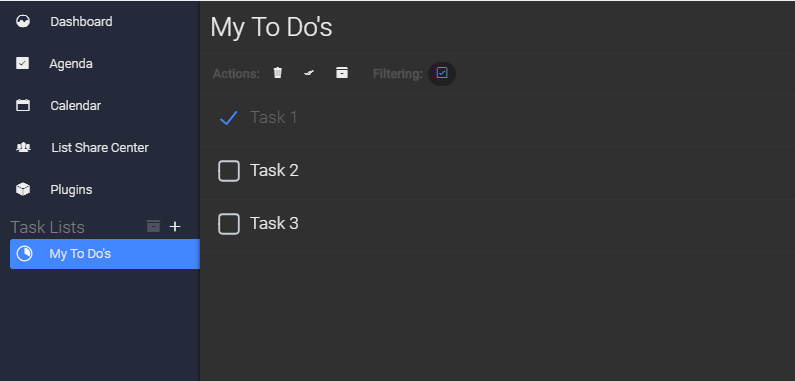 Dashboard
Agenda
Calendar
List Share Center
Plugins
Task Lists
My To Do's
My To Do's
Actions:
Filtering:
Task 1
Task 2
Task 3